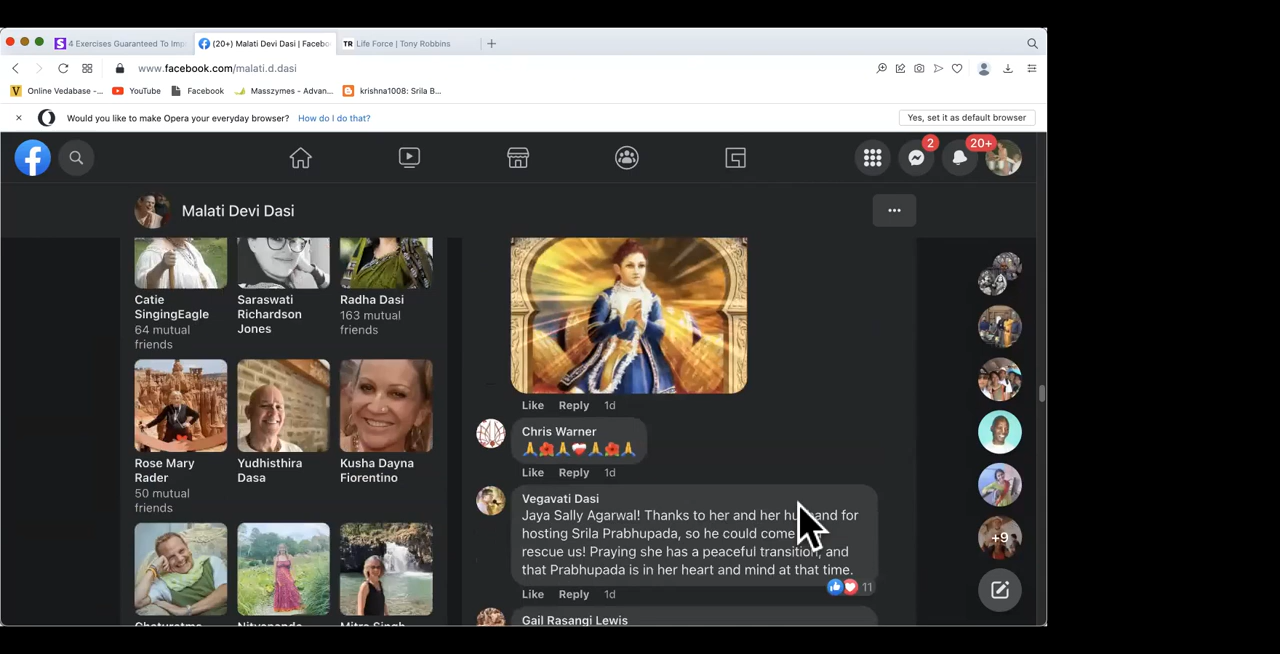 4 Exercises Guaranteed To Imp
(20+) Malati Devi Dasi | Facebo
TR Life Force | Tony Robbins
www.facebook.com/malati.d.dasi
V Online Vedabase -... YouTube Facebook Masszymes - Advan... krishna1008: Srila B...
Would you like to make Opera your everyday browser? How do I do that? Yes, set it as default browser
2
20+
Malati Devi Dasi
Catie
SingingEagle
64 mutual
friends
Saraswati
Richardson
Jones
Radha Dasi
163 mutual
friends
Rose Mary
Rader
50 mutual
friends
Yudhisthira
Dasa
Kusha Dayna
Fiorentino
Like Reply 1d
Chris Warner
🙏🌺🙏❤️‍🩹🙏🌺🙏
Like Reply 1d
Vegavati Dasi
Jaya Sally Agarwal! Thanks to her and her hu and for
hosting Srila Prabhupada, so he could come
rescue us! Praying she has a peaceful transition, and
that Prabhupada is in her heart and mind at that time.
11
Like Reply 1d
Gail Rasangi Lewis
+9